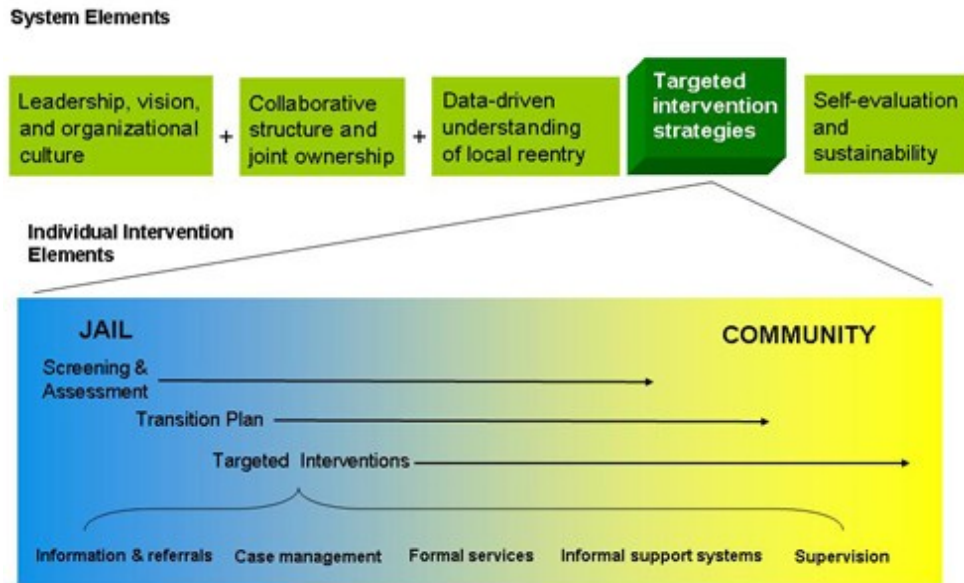 System Elements
Leadership, vision,
and organizational
culture
+
Collaborative
structure and
joint ownership
+
Data-driven
understanding
of local reentry
Targeted
intervention
strategies
Self-evaluation
and
sustainability
Individual Intervention
Elements
JAIL
COMMUNITY
Screening &
Assessment
Transition Plan
Targeted Interventions
Information & referrals
Case management
Formal services
Informal support systems
Supervision